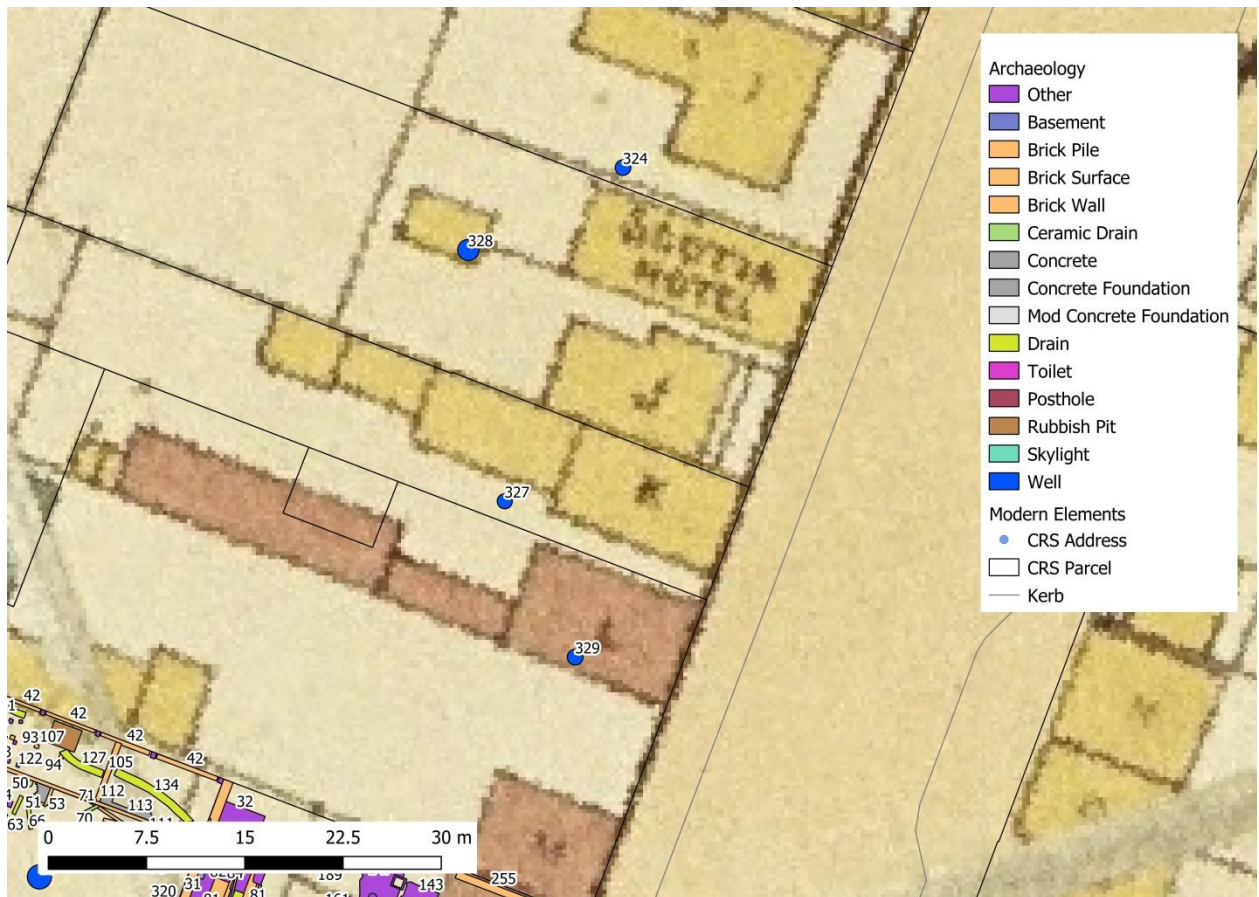 324
328
SCOTIA
HOTEL
327
329
42
42
42
42
93
107
122
94
127
105
134
50
51
53
71
112
113
63
66
70
32
0
7.5
15
22.5
30 m
320
31
81
189
143
255
Archaeology
Other
Basement
Brick Pile
Brick Surface
Brick Wall
Ceramic Drain
Concrete
Concrete Foundation
Mod Concrete Foundation
Drain
Toilet
Posthole
Rubbish Pit
Skylight
Well
Modern Elements
CRS Address
CRS Parcel
Kerb